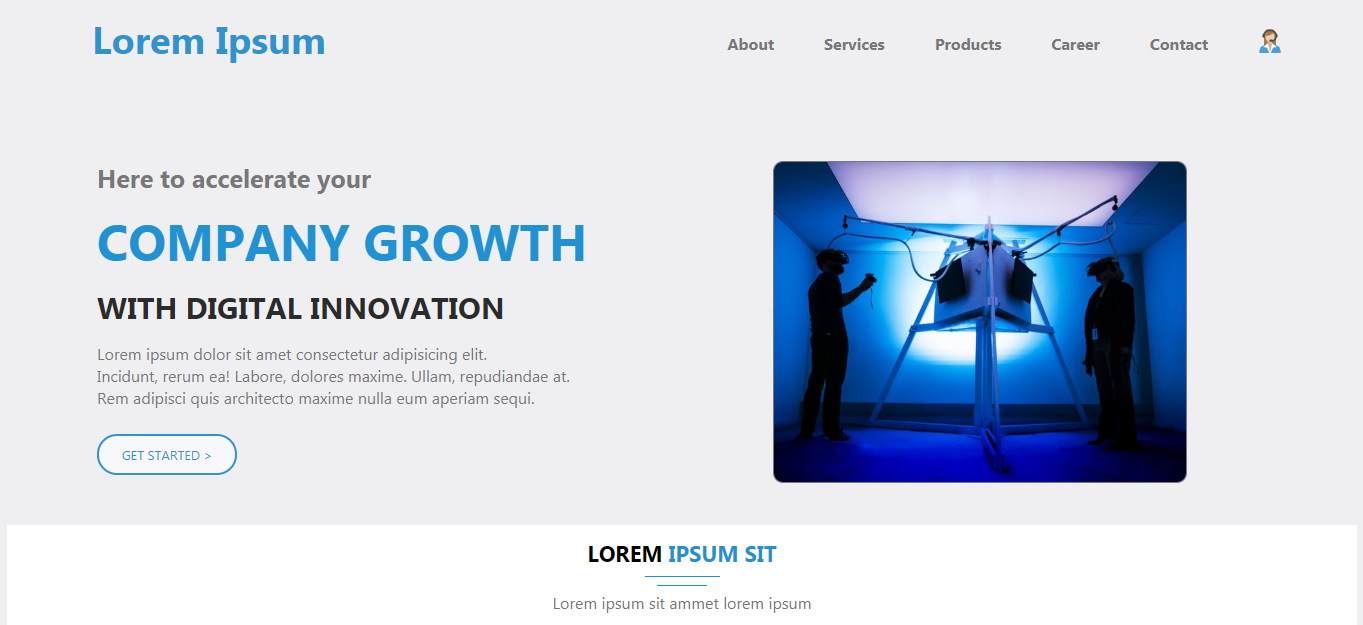 Lorem Ipsum
About Services Products Career Contact
Here to accelerate your
COMPANY GROWTH
WITH DIGITAL INNOVATION
Lorem ipsum dolor sit amet consectetur adipisicing elit.
Incidunt, rerum ea! Labore, dolores maxime. Ullam, repudiandae at.
Rem adipisci quis architecto maxime nulla eum aperiam sequi.
GET STARTED >
LOREM IPSUM SIT
Lorem ipsum sit ammet lorem ipsum